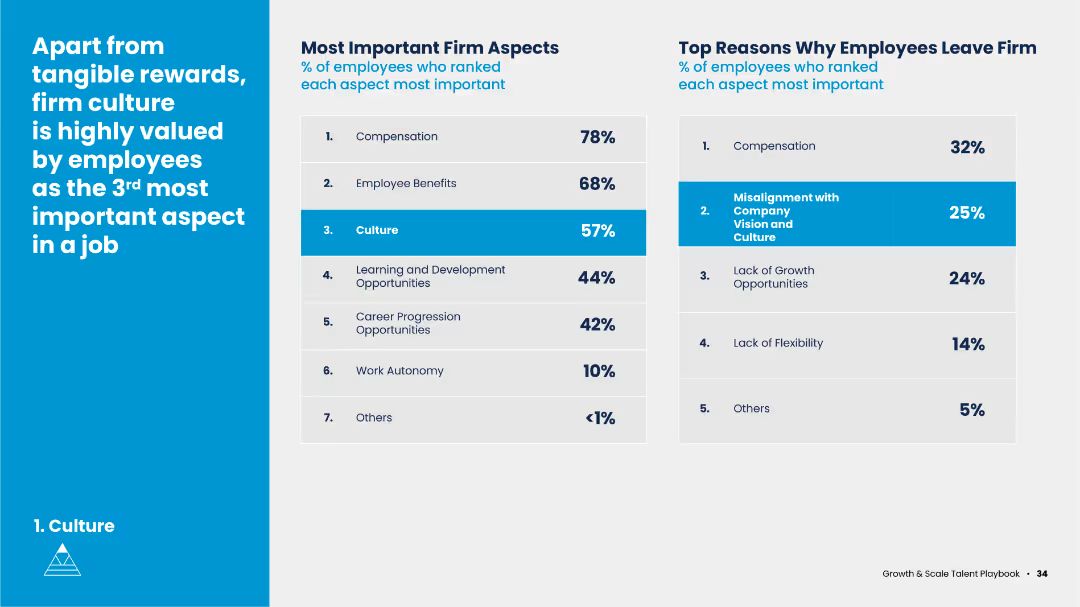 Apart from
tangible rewards,
firm culture
is highly valued
by employees
as the 3rd most
important aspect
in a job
1. Culture
Most Important Firm Aspects
% of employees who ranked
each aspect most important
1. Compensation 78%
2. Employee Benefits 68%
3. Culture 57%
4. Learning and Development
Opportunities 44%
5. Career Progression
Opportunities 42%
6. Work Autonomy 10%
7. Others <1%
Top Reasons Why Employees Leave Firm
% of employees who ranked
each aspect most important
1. Compensation 32%
2. Misalignment with
Company
Vision and
Culture 25%
3. Lack of Growth
Opportunities 24%
4. Lack of Flexibility 14%
5. Others 5%
Growth & Scale Talent Playbook • 34